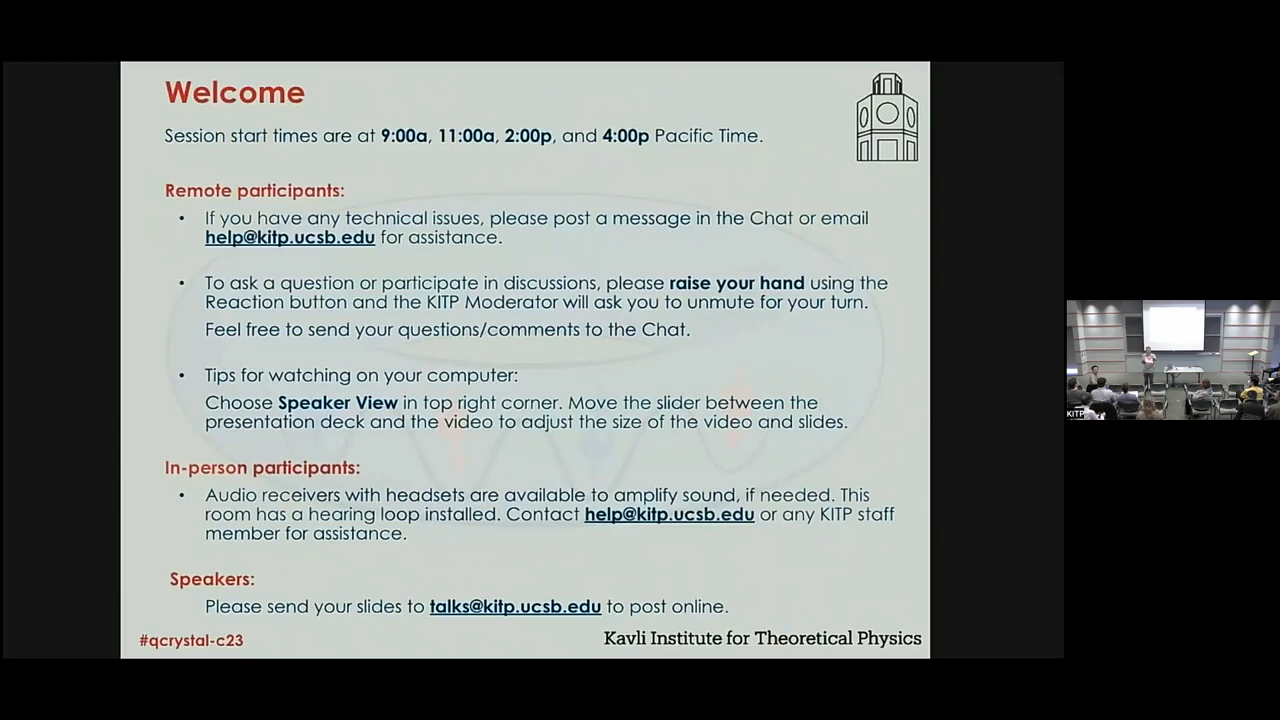 Welcome
Session start times are at 9:00a, 11:00a, 2:00p, and 4:00p Pacific Time.
Remote participants:
• If you have any technical issues, please post a message in the Chat or email
help@kitp.ucsb.edu for assistance.
• To ask a question or participate in discussions, please raise your hand using the
Reaction button and the KITP Moderator will ask you to unmute for your turn.
Feel free to send your questions/comments to the Chat.
• Tips for watching on your computer:
Choose Speaker View in top right corner. Move the slider between the
presentation deck and the video to adjust the size of the video and slides.
In-person participants:
• Audio receivers with headsets are available to amplify sound, if needed. This
room has a hearing loop installed. Contact help@kitp.ucsb.edu or any KITP staff
member for assistance.
Speakers:
Please send your slides to talks@kitp.ucsb.edu to post online.
#qcrystal-c23
Kavli Institute for Theoretical Physics
KITP